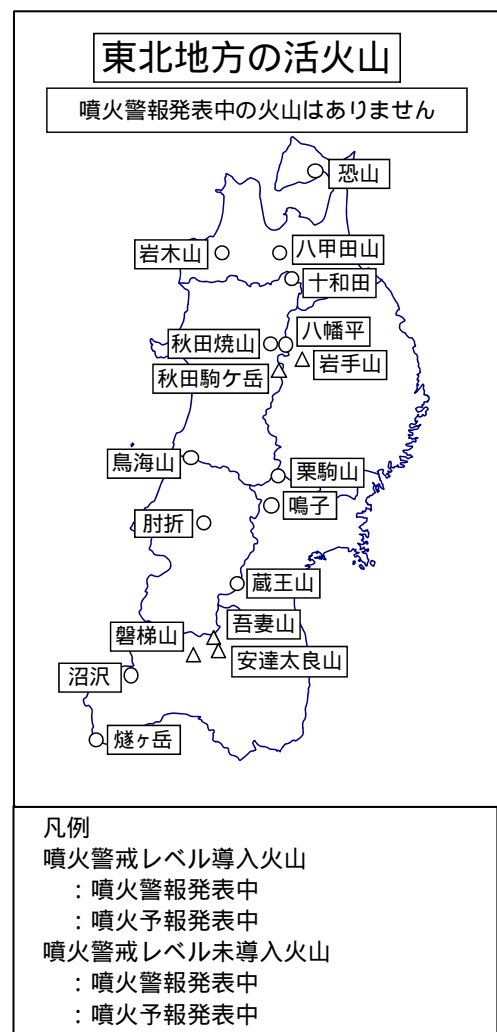 東北地方の活火山
噴火警報発表中の火山はありません
恐山
岩木山
八甲田山
十和田
秋田焼山
八幡平
岩手山
秋田駒ケ岳
鳥海山
栗駒山
鳴子
肘折
蔵王山
吾妻山
磐梯山
安達太良山
沼沢
燧ヶ岳
凡例
噴火警戒レベル導入火山
：噴火警報発表中
：噴火予報発表中
噴火警戒レベル未導入火山
：噴火警報発表中
：噴火予報発表中